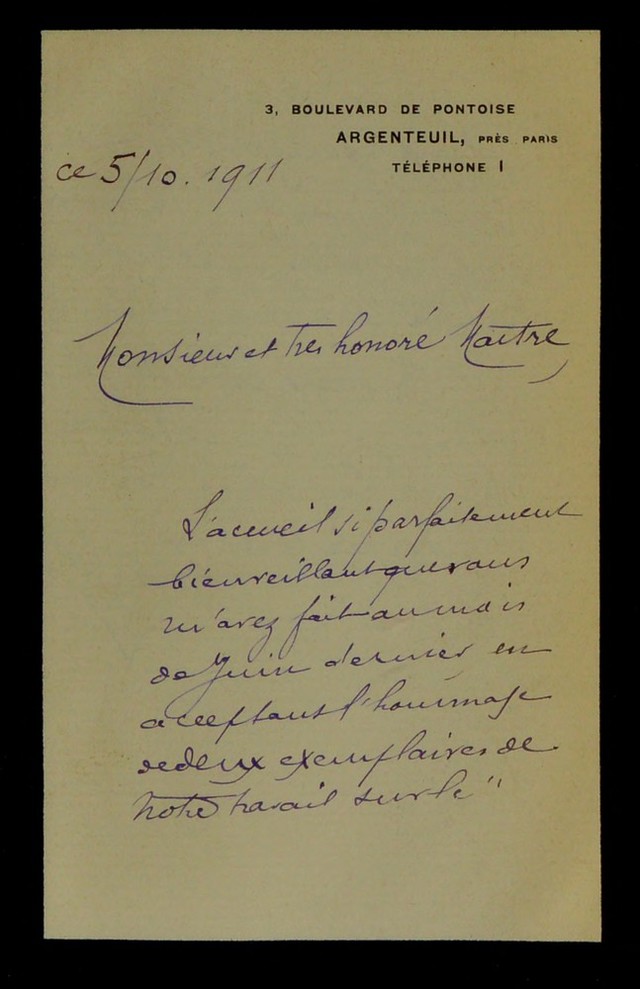 3, BOULEVARD DE PONTOISE
ARGENTEUIL, PRÈS PARIS
TÉLÉPHONE 1
ce 5/10. 1911
Monsieur et très honoré Maître,
L'accueil si parfaitement
bienveillant que vous
m'avez fait au mois
de Juin dernier en
acceptant l'hommage
de deux exemplaires de
notre travail sur le "